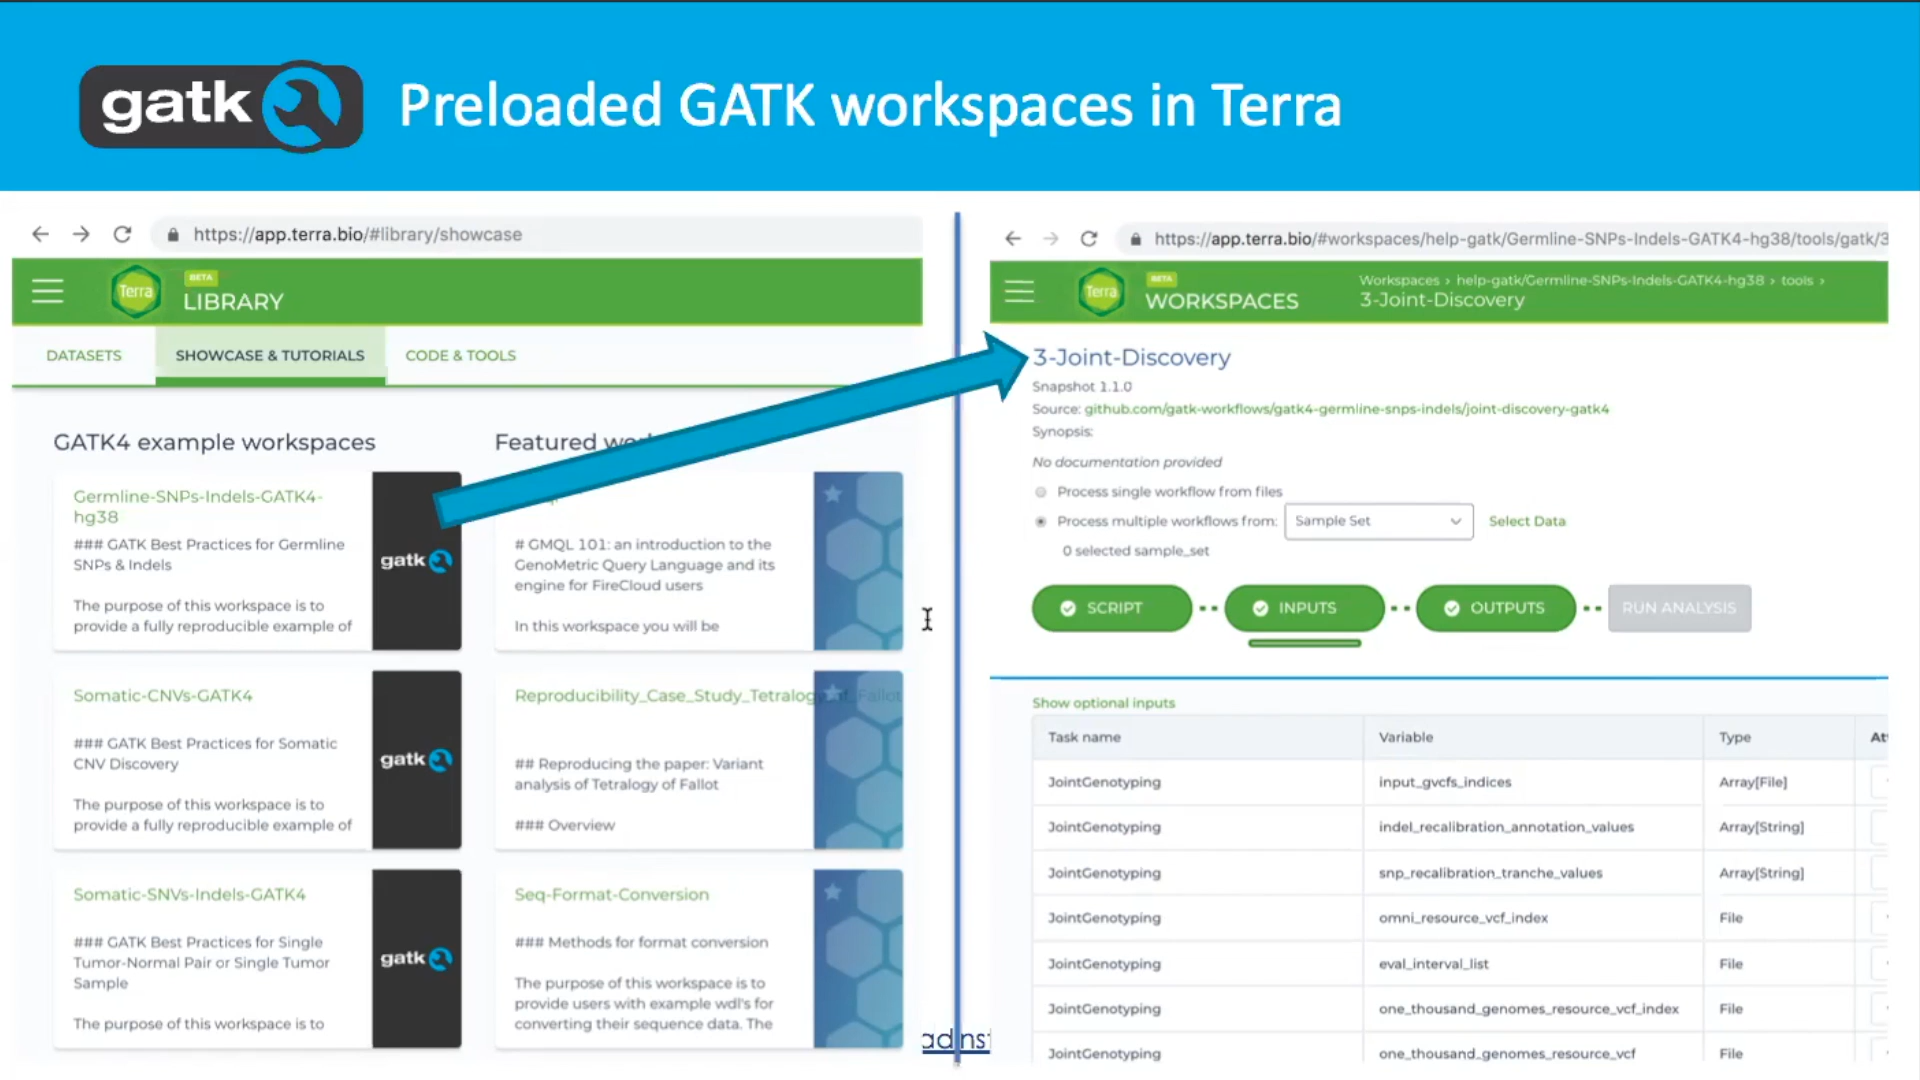 gatk Preloaded GATK workspaces in Terra
https://app.terra.bio/#library/showcase
Terra
BETA
LIBRARY
DATASETS
SHOWCASE & TUTORIALS
CODE & TOOLS
GATK4 example workspaces
Germline-SNPs-Indels-GATK4-
hg38
### GATK Best Practices for Germline
SNPs & Indels
The purpose of this workspace is to
provide a fully reproducible example of
gatk
Somatic-CNVs-GATK4
### GATK Best Practices for Somatic
CNV Discovery
The purpose of this workspace is to
provide a fully reproducible example of
gatk
Somatic-SNVs-Indels-GATK4
### GATK Best Practices for Single
Tumor-Normal Pair or Single Tumor
Sample
The purpose of this workspace is to
gatk
Featured
# GMQL 101: an introduction to the
GenoMetric Query Language and its
engine for FireCloud users
In this workspace you will be
Reproducibility_Case_Study_Tetralogy_of_Fallot
## Reproducing the paper: Variant
analysis of Tetralogy of Fallot
### Overview
Seq-Format-Conversion
### Methods for format conversion
The purpose of this workspace is to
provide users with example wdl's for
converting their sequence data. The
https://app.terra.bio/#workspaces/help-gatk/Germline-SNPs-Indels-GATK4-hg38/tools/gatk/3
Terra
BETA
WORKSPACES
Workspaces › help-gatk/Germline-SNPs-Indels-GATK4-hg38 › tools ›
3-Joint-Discovery
3-Joint-Discovery
Snapshot 1.1.0
Source: github.com/gatk-workflows/gatk4-germline-snps-indels/joint-discovery-gatk4
Synopsis:
No documentation provided
Process single workflow from files
Process multiple workflows from: Sample Set Select Data
0 selected sample_set
SCRIPT INPUTS OUTPUTS RUN ANALYSIS
Show optional inputs
Task name Variable Type
JointGenotyping input_gvcfs_indices Array[File]
JointGenotyping indel_recalibration_annotation_values Array[String]
JointGenotyping snp_recalibration_tranche_values Array[String]
JointGenotyping omni_resource_vcf_index File
JointGenotyping eval_interval_list File
JointGenotyping one_thousand_genomes_resource_vcf_index File
JointGenotyping one_thousand_genomes_resource_vcf File